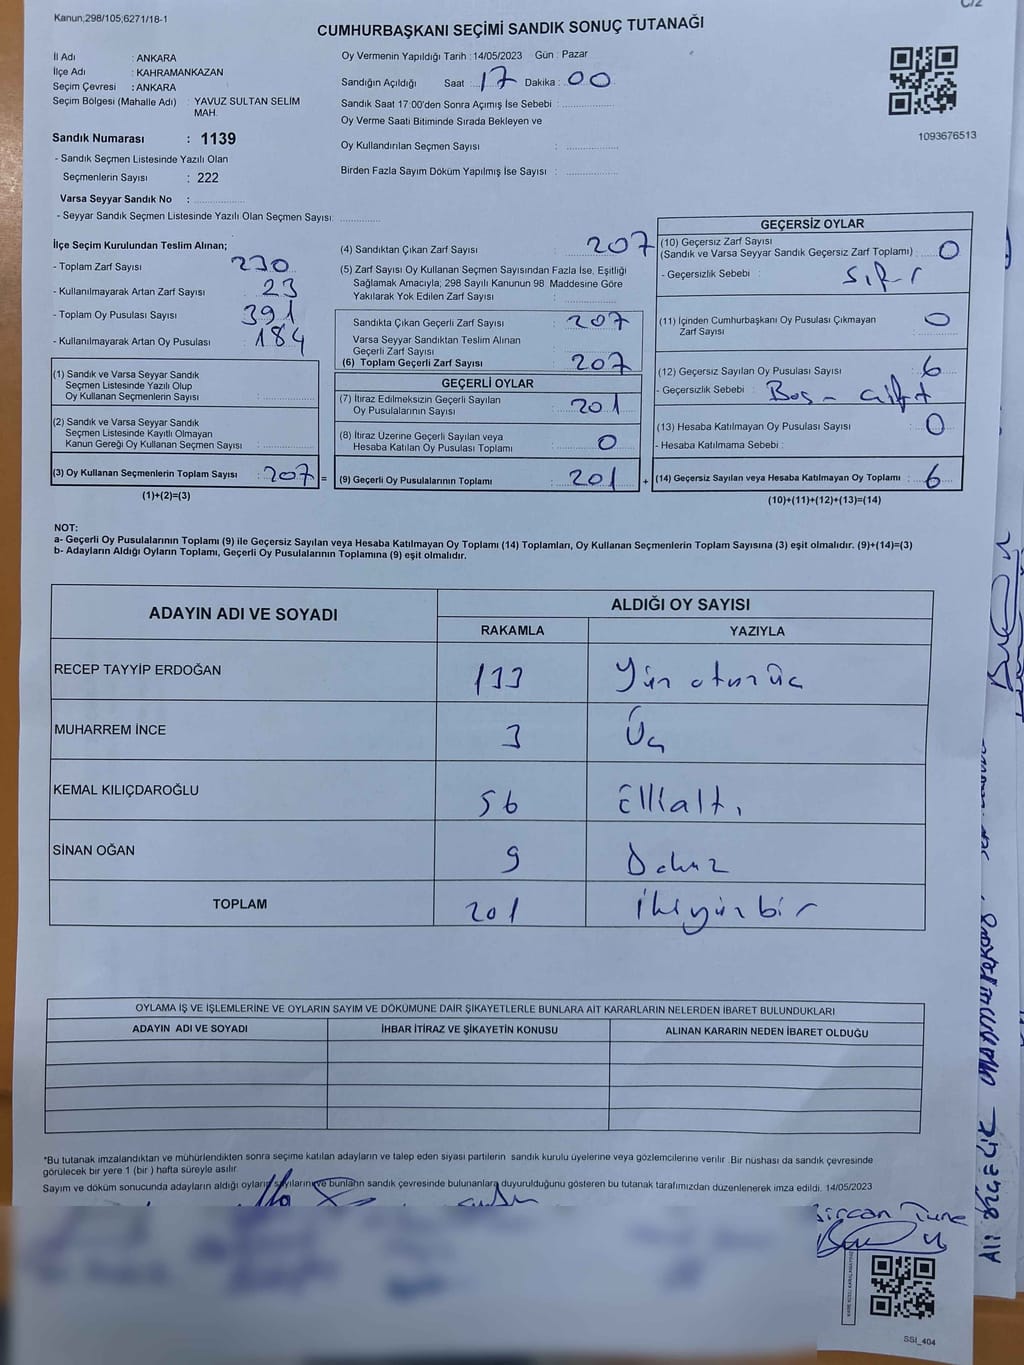 C/2
Kanun,298/105;6271/18-1
CUMHURBAŞKANI SEÇİMİ SANDIK SONUÇ TUTANAĞI
İl Adı : ANKARA
İlçe Adı : KAHRAMANKAZAN
Seçim Çevresi : ANKARA
Seçim Bölgesi (Mahalle Adı) : YAVUZ SULTAN SELİM
MAH.
Sandık Numarası : 1139
- Sandık Seçmen Listesinde Yazılı Olan
Seçmenlerin Sayısı : 222
Varsa Seyyar Sandık No :
- Seyyar Sandık Seçmen Listesinde Yazılı Olan Seçmen Sayısı:
Oy Vermenin Yapıldığı Tarih : 14/05/2023 Gün : Pazar
Sandığın Açıldığı Saat : 17 Dakika : 00
Sandık Saat 17:00'den Sonra Açımış İse Sebebi :
Oy Verme Saati Bitiminde Sırada Bekleyen ve
Oy Kullandırılan Seçmen Sayısı :
Birden Fazla Sayım Döküm Yapılmış İse Sayısı :
1093676513
İlçe Seçim Kurulundan Teslim Alınan;
- Toplam Zarf Sayısı 230
- Kullanılmayarak Artan Zarf Sayısı 23
- Toplam Oy Pusulası Sayısı 391
- Kullanılmayarak Artan Oy Pusulası 184
(1) Sandık ve Varsa Seyyar Sandık
Seçmen Listesinde Yazılı Olup
Oy Kullanan Seçmenlerin Sayısı :
(2) Sandık ve Varsa Seyyar Sandık
Seçmen Listesinde Kayıtlı Olmayan
Kanun Gereği Oy Kullanan Seçmen Sayısı :
(3) Oy Kullanan Seçmenlerin Toplam Sayısı : 207 =
(1)+(2)=(3)
(4) Sandıktan Çıkan Zarf Sayısı : 207
(5) Zarf Sayısı Oy Kullanan Seçmen Sayısından Fazla İse, Eşitliği
Sağlamak Amacıyla; 298 Sayılı Kanunun 98 Maddesine Göre
Yakılarak Yok Edilen Zarf Sayısı :
Sandıkta Çıkan Geçerli Zarf Sayısı : 207
Varsa Seyyar Sandıktan Teslim Alınan
Geçerli Zarf Sayısı :
(6) Toplam Geçerli Zarf Sayısı : 207
GEÇERLİ OYLAR
(7) İtiraz Edilmeksizin Geçerli Sayılan
Oy Pusulalarının Sayısı : 201
(8) İtiraz Üzerine Geçerli Sayılan veya
Hesaba Katılan Oy Pusulası Toplamı : 0
(9) Geçerli Oy Pusulalarının Toplamı : 201 +
GEÇERSİZ OYLAR
(10) Geçersiz Zarf Sayısı
(Sandık ve Varsa Seyyar Sandık Geçersiz Zarf Toplamı) : 0
- Geçersizlik Sebebi : Sıfır
(11) İçinden Cumhurbaşkanı Oy Pusulası Çıkmayan
Zarf Sayısı : 0
(12) Geçersiz Sayılan Oy Pusulası Sayısı : 6
- Geçersizlik Sebebi : Boş - çift
(13) Hesaba Katılmayan Oy Pusulası Sayısı : 0
- Hesaba Katılmama Sebebi :
(14) Geçersiz Sayılan veya Hesaba Katılmayan Oy Toplamı : 6
(10)+(11)+(12)+(13)=(14)
NOT:
a- Geçerli Oy Pusulalarının Toplamı (9) ile Geçersiz Sayılan veya Hesaba Katılmayan Oy Toplamı (14) Toplamları, Oy Kullanan Seçmenlerin Toplam Sayısına (3) eşit olmalıdır. (9)+(14)=(3)
b- Adayların Aldığı Oyların Toplamı, Geçerli Oy Pusulalarının Toplamına (9) eşit olmalıdır.
ADAYIN ADI VE SOYADI ALDIĞI OY SAYISI
RAKAMLA YAZIYLA
RECEP TAYYİP ERDOĞAN 133 Yüz otuz üç
MUHARREM İNCE 3 Üç
KEMAL KILIÇDAROĞLU 56 Ellialtı
SİNAN OĞAN 9 Dokuz
TOPLAM 201 İkiyüzbir
OYLAMA İŞ VE İŞLEMLERİNE VE OYLARIN SAYIM VE DÖKÜMÜNE DAİR ŞİKAYETLERLE BUNLARA AİT KARARLARIN NELERDEN İBARET BULUNDUKLARI
ADAYIN ADI VE SOYADI İHBAR İTİRAZ VE ŞİKAYETİN KONUSU ALINAN KARARIN NEDEN İBARET OLDUĞU
*Bu tutanak imzalandıktan ve mühürlendikten sonra seçime katılan adayların ve talep eden siyasi partilerin sandık kurulu üyelerine veya gözlemcilerine verilir .Bir nüshası da sandık çevresinde
görülecek bir yere 1 (bir ) hafta süreyle asılır.
Sayım ve döküm sonucunda adayların aldığı oyların sayılarını ve bunların sandık çevresinde bulunanlara duyurulduğunu gösteren bu tutanak tarafımızdan düzenlenerek imza edildi. 14/05/2023
SSİ_404